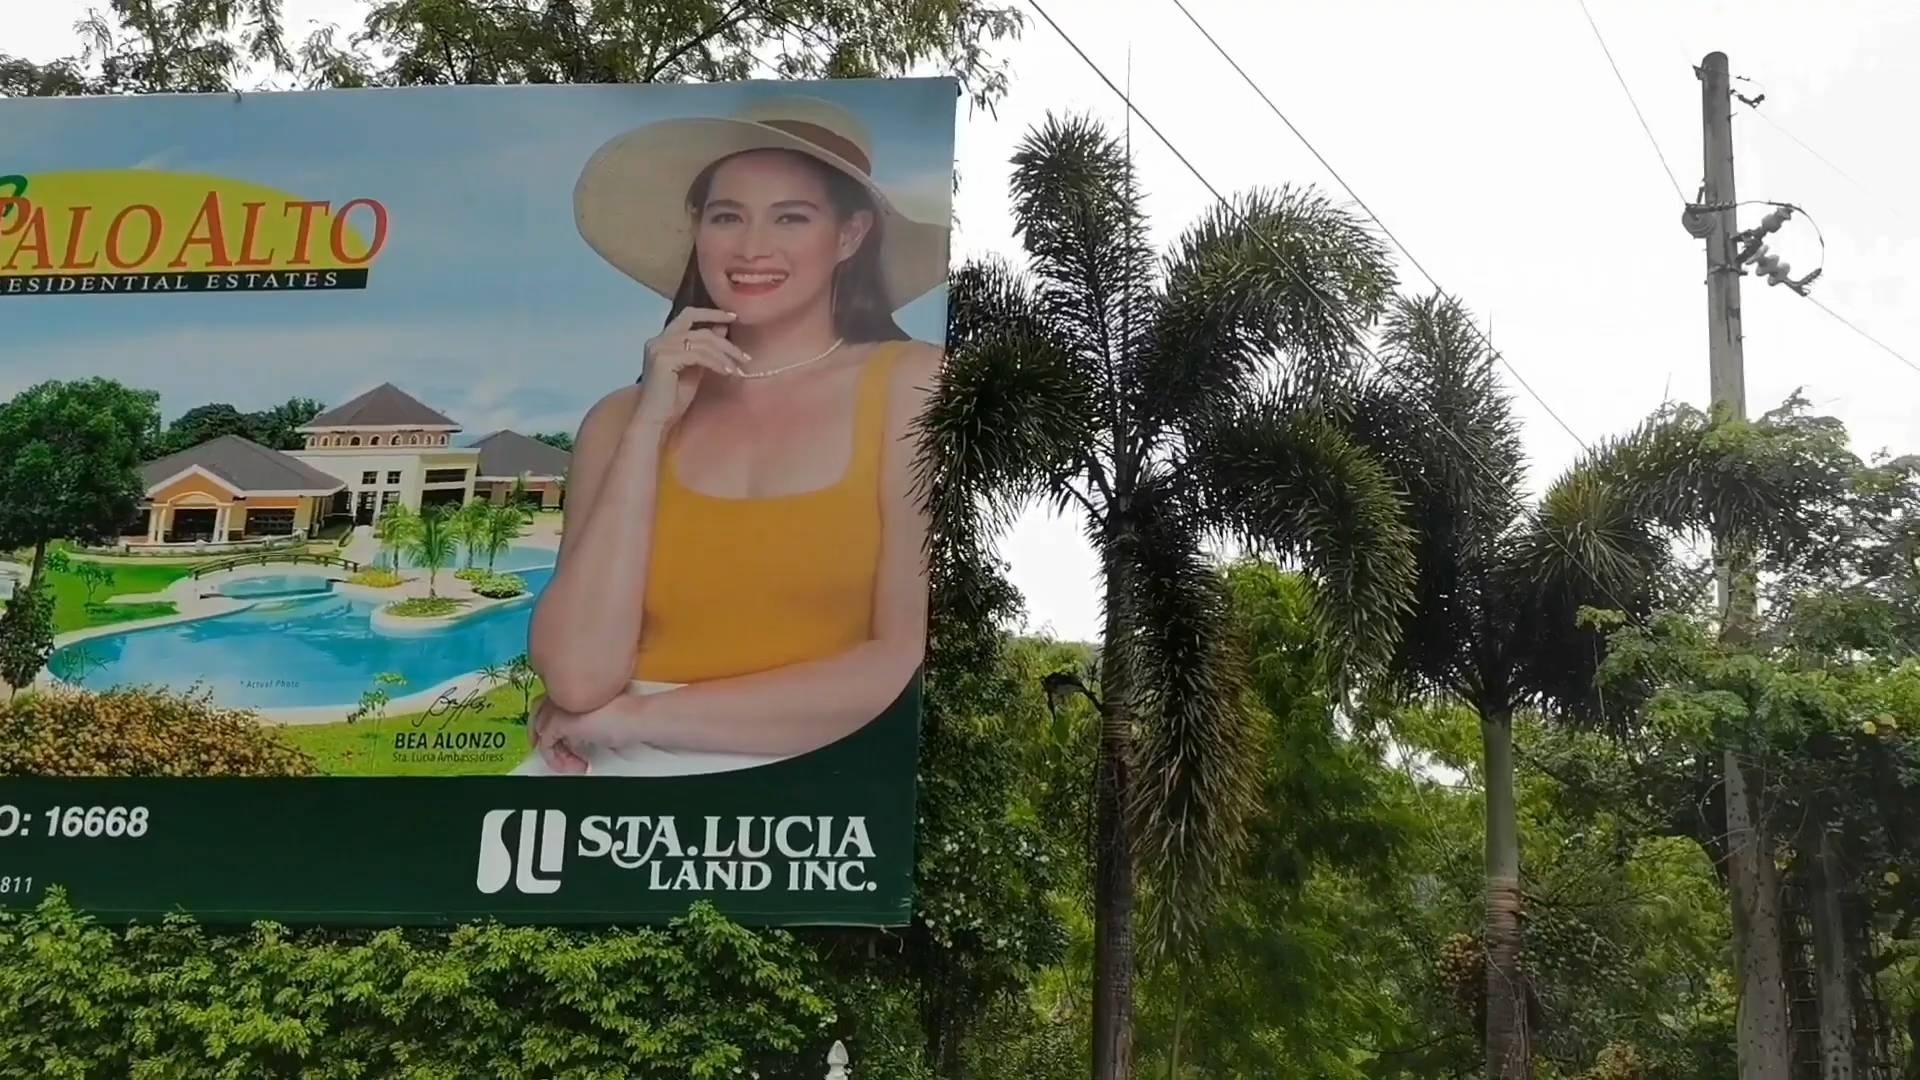 PALO ALTO
RESIDENTIAL ESTATES
* Actual Photo
BEA ALONZO
Sta. Lucia Ambassadress
O: 16668
811
SL STA. LUCIA
LAND INC.